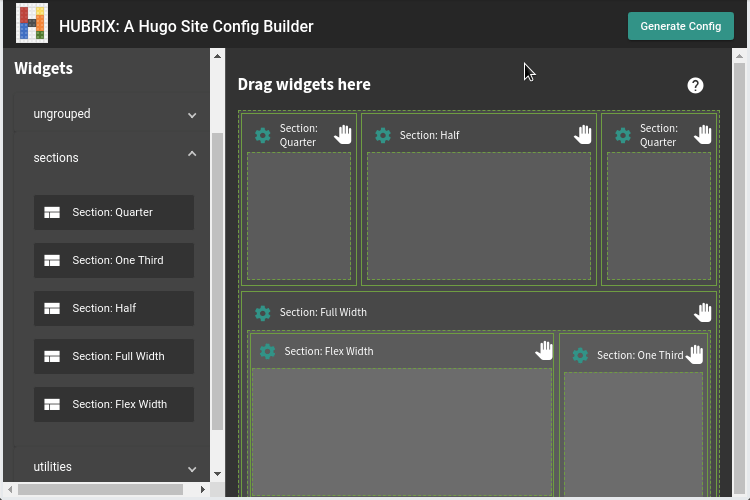 HUBRIX: A Hugo Site Config Builder
Generate Config
Widgets
ungrouped
sections
Section: Quarter
Section: One Third
Section: Half
Section: Full Width
Section: Flex Width
utilities
Drag widgets here
?
Section:
Quarter
Section: Half
Section:
Quarter
Section: Full Width
Section: Flex Width
Section: One Third